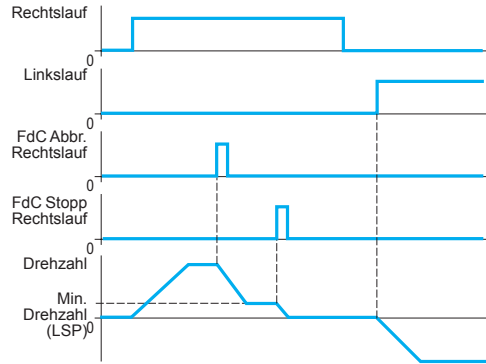 Rechtslauf
0
Linkslauf
0
FdC Abbr.
Rechtslauf
0
FdC Stopp
Rechtslauf
0
Drehzahl
Min.
Drehzahl
(LSP)
0